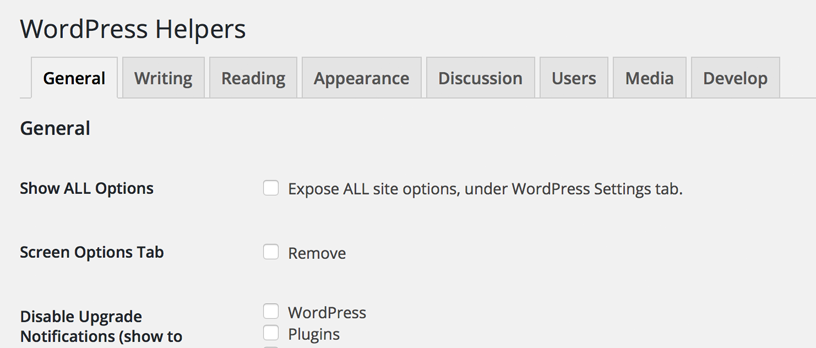 WordPress Helpers
General Writing Reading Appearance Discussion Users Media Develop
General
Show ALL Options Expose ALL site options, under WordPress Settings tab.
Screen Options Tab Remove
Disable Upgrade WordPress
Notifications (show to Plugins